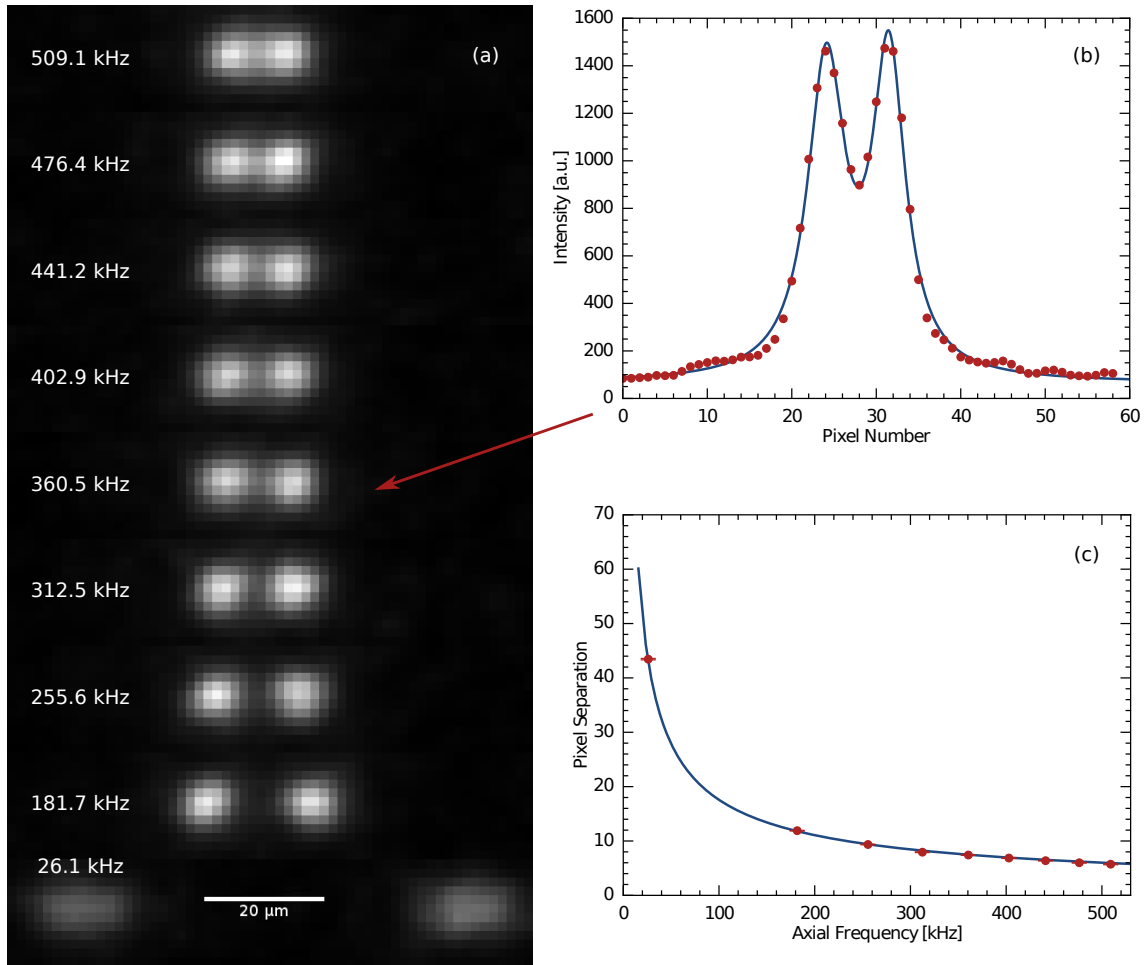 509.1 kHz
(a)
476.4 kHz
441.2 kHz
402.9 kHz
360.5 kHz
312.5 kHz
255.6 kHz
181.7 kHz
26.1 kHz
20 μm
1600
1400
1200
1000
800
600
400
200
0
Intensity [a.u.]
(b)
0 10 20 30 40 50 60
Pixel Number
70
60
50
40
30
20
10
0
Pixel Separation
(c)
0 100 200 300 400 500
Axial Frequency [kHz]